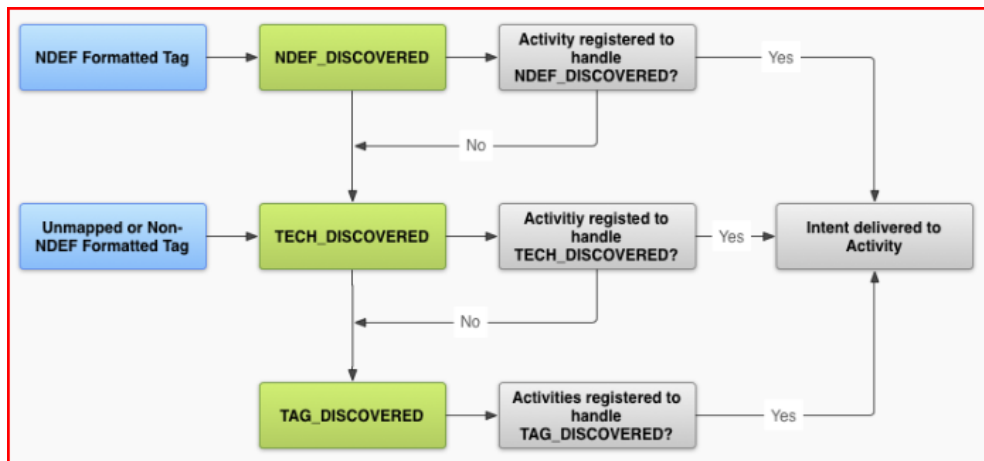 NDEF Formatted Tag
NDEF_DISCOVERED
Activity registered to
handle
NDEF_DISCOVERED?
Yes
No
Unmapped or Non-
NDEF Formatted Tag
TECH_DISCOVERED
Activitiy registed to
handle
TECH_DISCOVERED?
Yes
Intent delivered to
Activity
No
TAG_DISCOVERED
Activities registered to
handle
TAG_DISCOVERED?
Yes